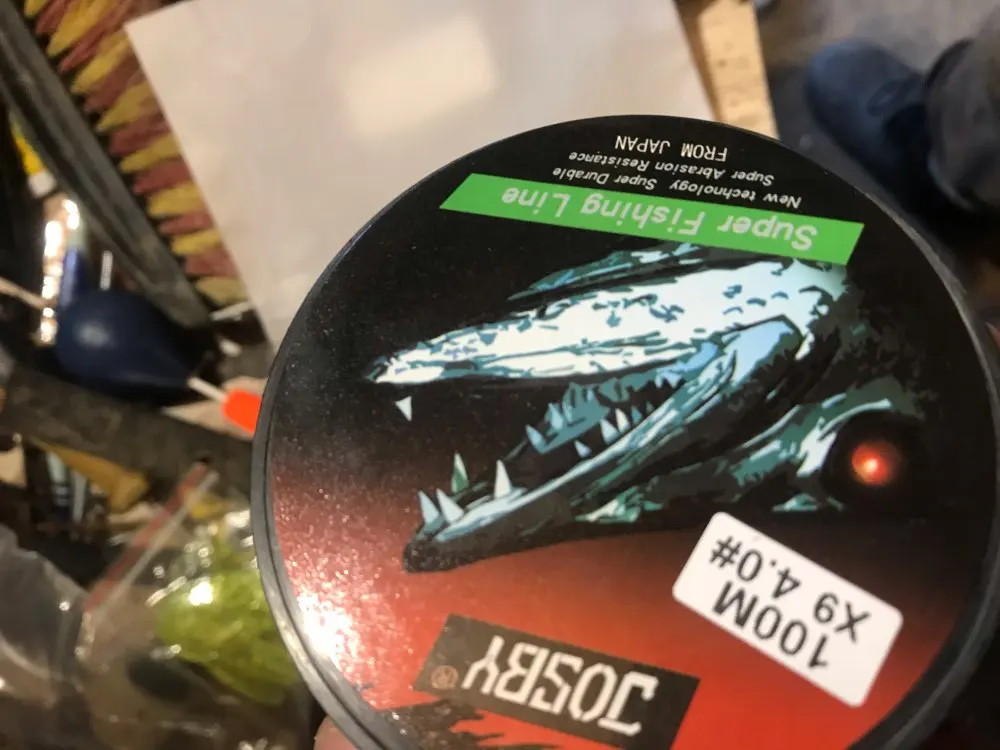 JOSBY®
100M
X9 4.0#
Super Fishing Line
New technology Super Durable
Super Abrasion Resistance
FROM JAPAN